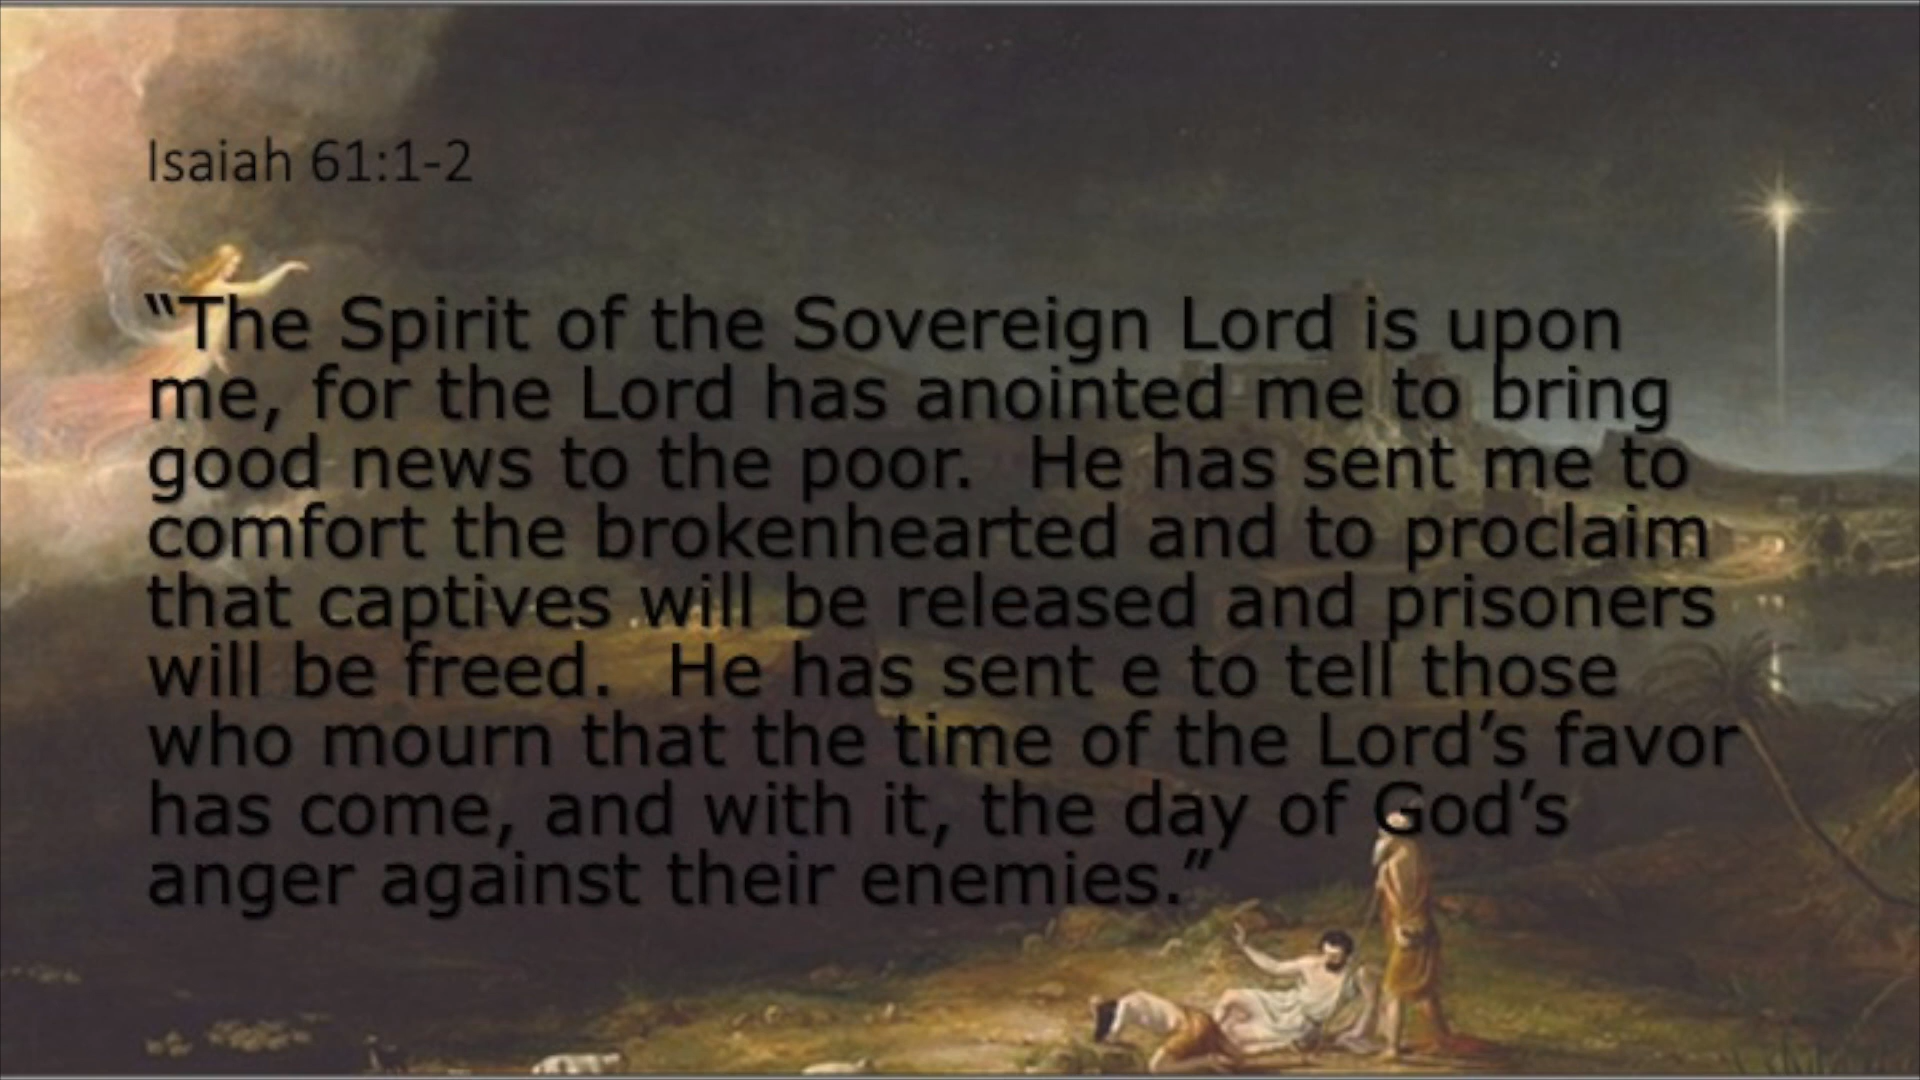 Isaiah 61:1-2
“The Spirit of the Sovereign Lord is upon
me, for the Lord has anointed me to bring
good news to the poor.  He has sent me to
comfort the brokenhearted and to proclaim
that captives will be released and prisoners
will be freed.  He has sent e to tell those
who mourn that the time of the Lord’s favor
has come, and with it, the day of God’s
anger against their enemies.”